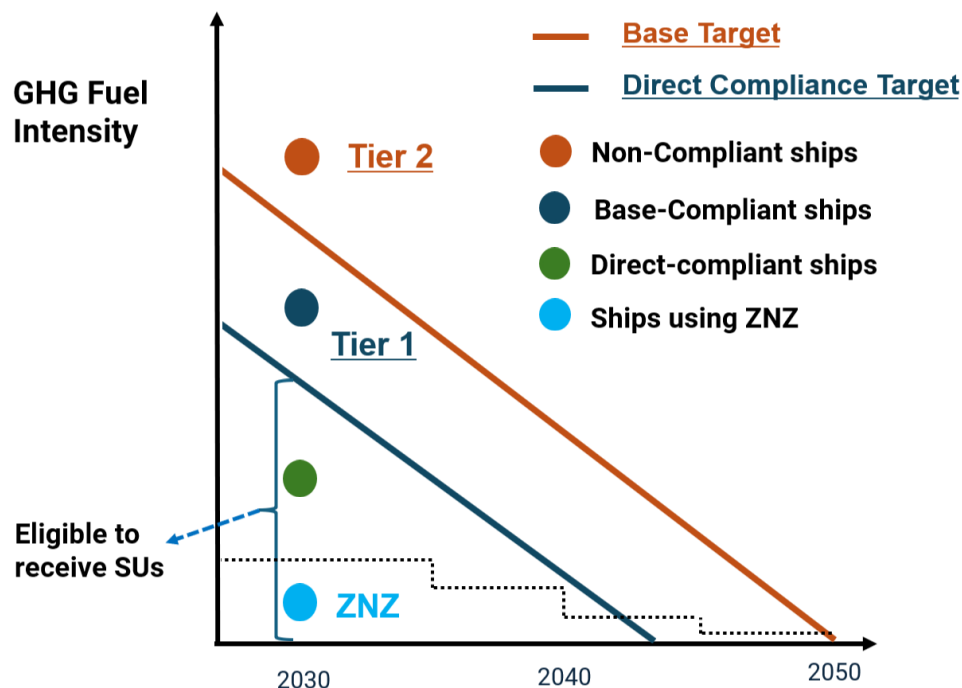 GHG Fuel
Intensity
Base Target
Direct Compliance Target
Non-Compliant ships
Base-Compliant ships
Direct-compliant ships
Ships using ZNZ
Tier 2
Tier 1
Eligible to
receive SUs
ZNZ
2030
2040
2050